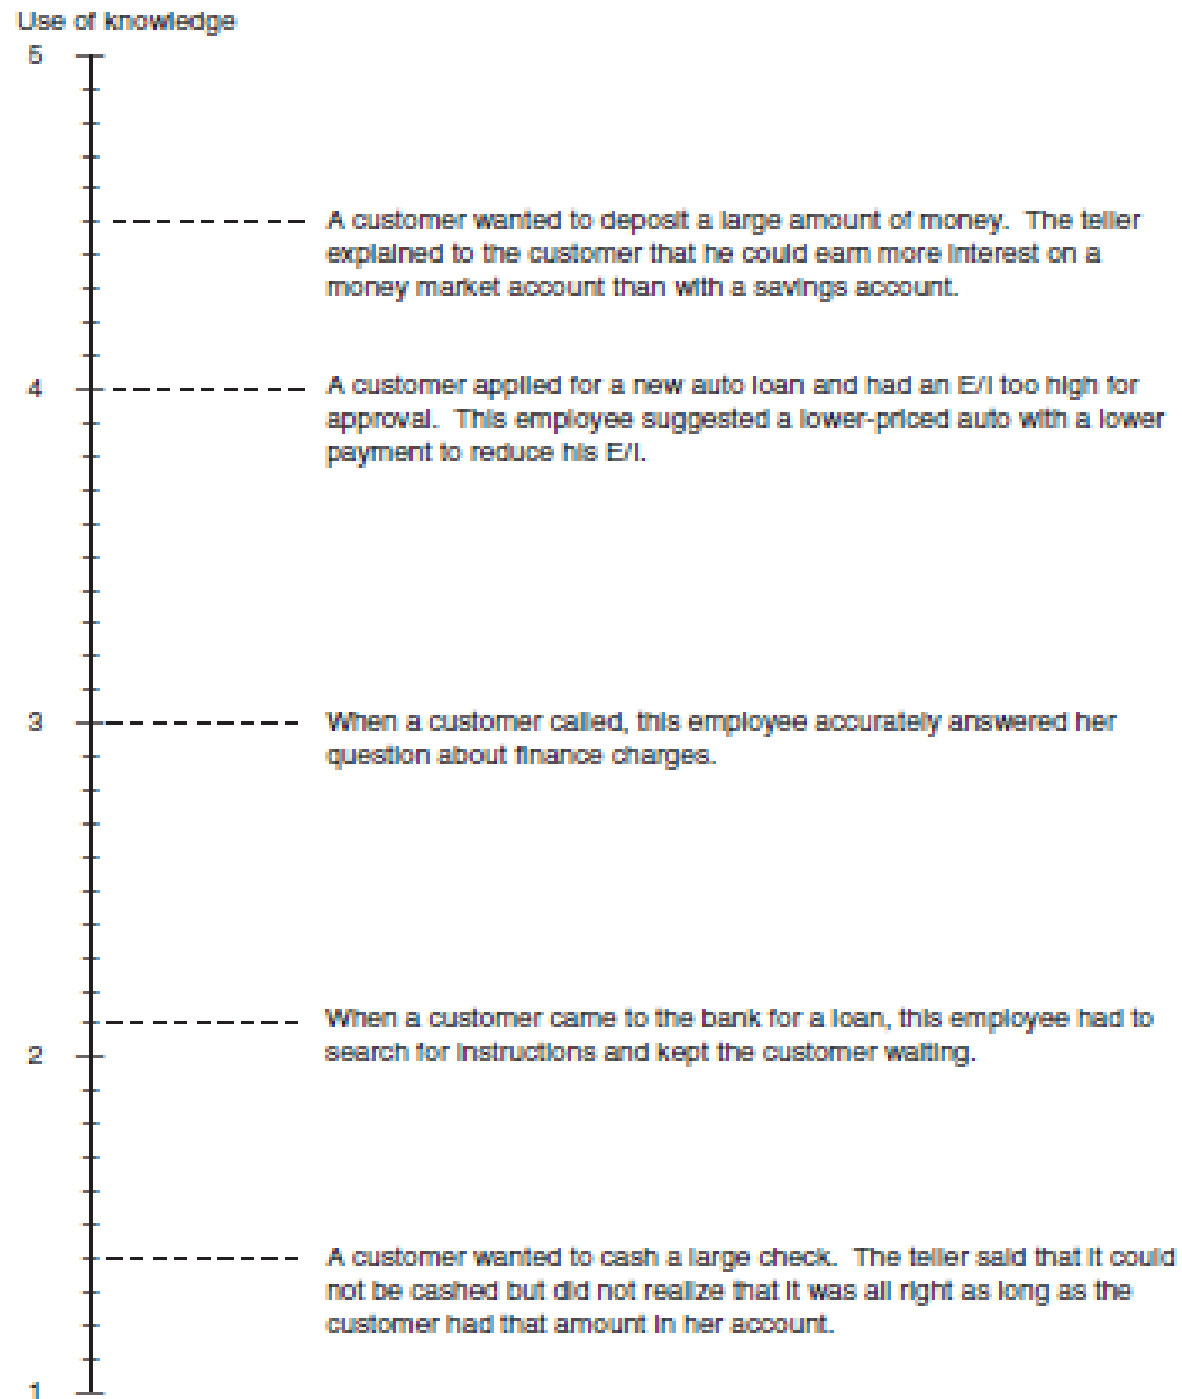 Use of knowledge
5
A customer wanted to deposit a large amount of money. The teller
explained to the customer that he could earn more interest on a
money market account than with a savings account.
4
A customer applied for a new auto loan and had an E/I too high for
approval. This employee suggested a lower-priced auto with a lower
payment to reduce his E/I.
3
When a customer called, this employee accurately answered her
question about finance charges.
When a customer came to the bank for a loan, this employee had to
2
search for instructions and kept the customer waiting.
A customer wanted to cash a large check. The teller said that it could
not be cashed but did not realize that it was all right as long as the
customer had that amount in her account.
1